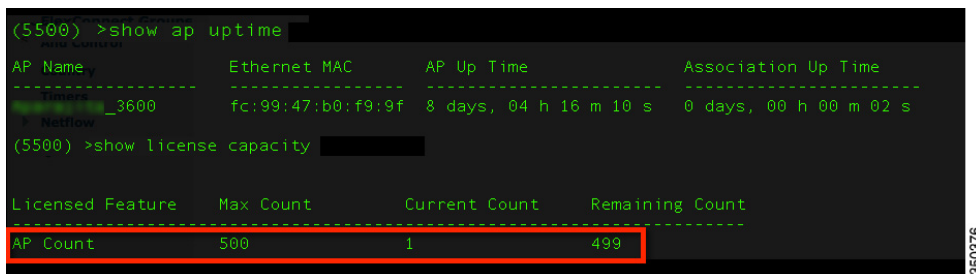 (5500) >show ap uptime
AP Name Ethernet MAC AP Up Time Association Up Time
_3600 fc:99:47:b0:f9:9f 8 days, 04 h 16 m 10 s 0 days, 00 h 00 m 02 s
Netflow
(5500) >show license capacity
Licensed Feature Max Count Current Count Remaining Count
AP Count 500 1 499